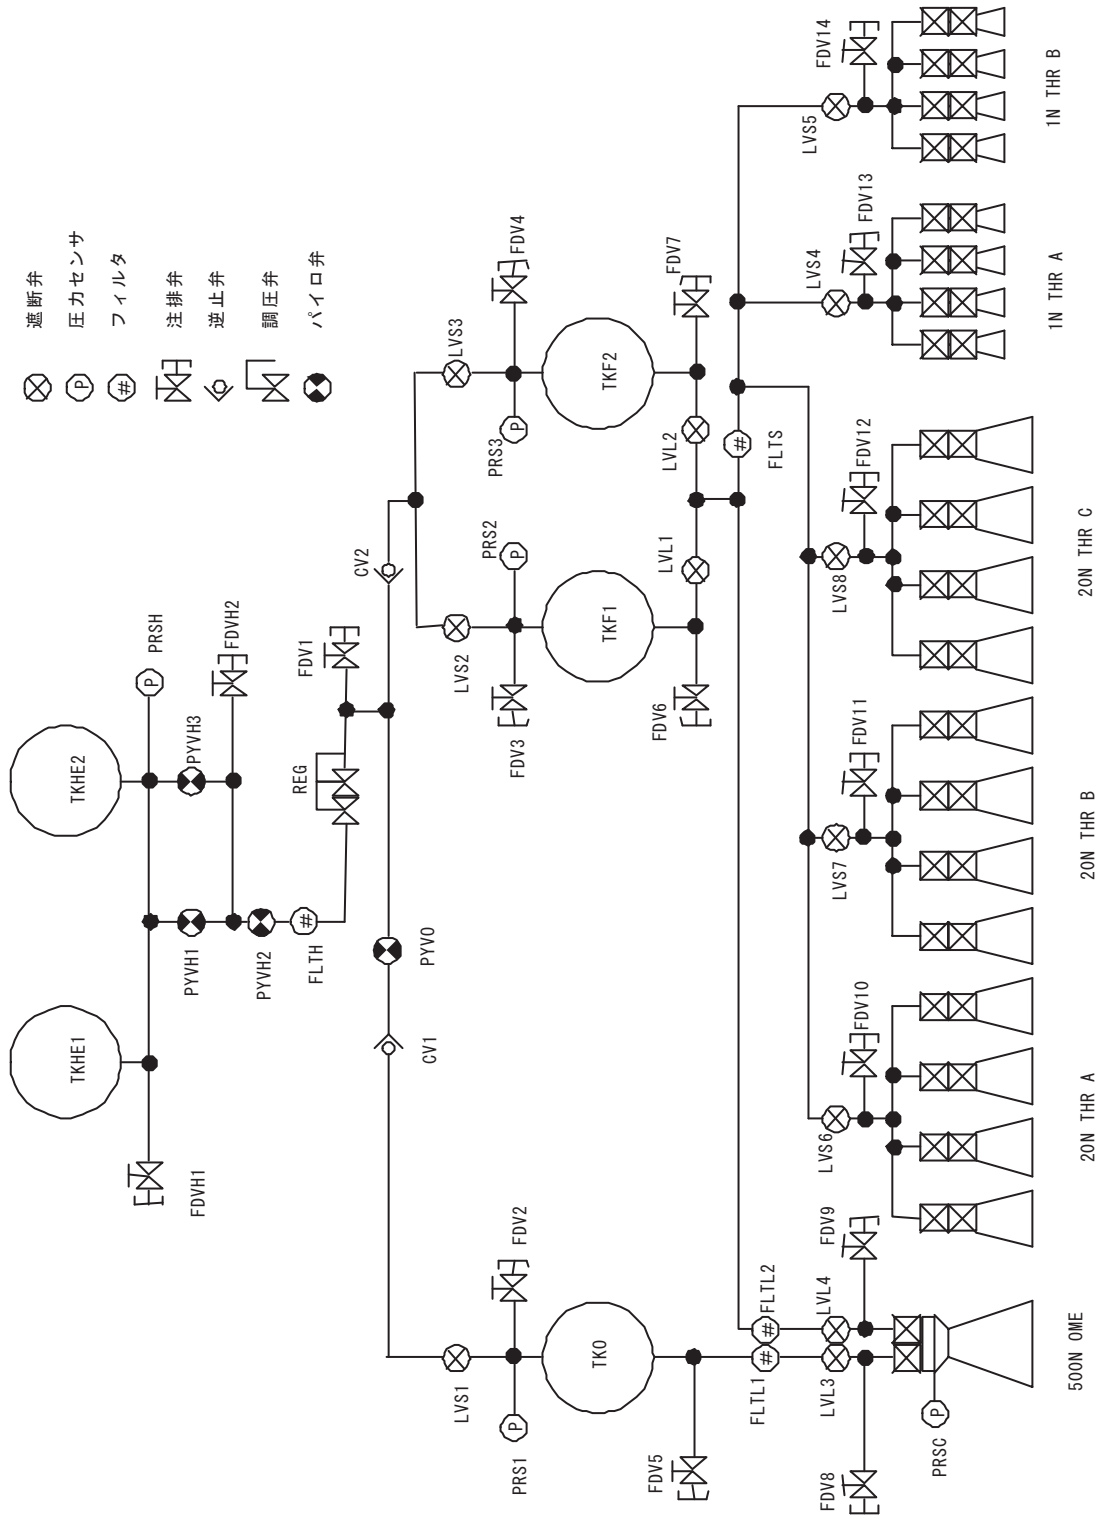 遮断弁
圧力センサ
フィルタ
注排弁
逆止弁
調圧弁
パイロ弁
P
#
TKHE1
TKHE2
PRSH
P
FDVH1
FDVH2
PYVH1
PYVH3
PYVH2
FLTH
#
REG
FDV1
PYVO
CV1
CV2
LVS1
LVS2
LVS3
PRS1
P
FDV2
FDV3
PRS2
P
PRS3
P
FDV4
TKO
TKF1
TKF2
FDV5
FDV6
LVL1
LVL2
FDV7
FLTS
#
FLTL1
#
FLTL2
#
LVL3
LVL4
FDV8
FDV9
PRSC
P
LVS6
FDV10
LVS7
FDV11
LVS8
FDV12
LVS4
FDV13
LVS5
FDV14
500N OME
20N THR A
20N THR B
20N THR C
1N THR A
1N THR B